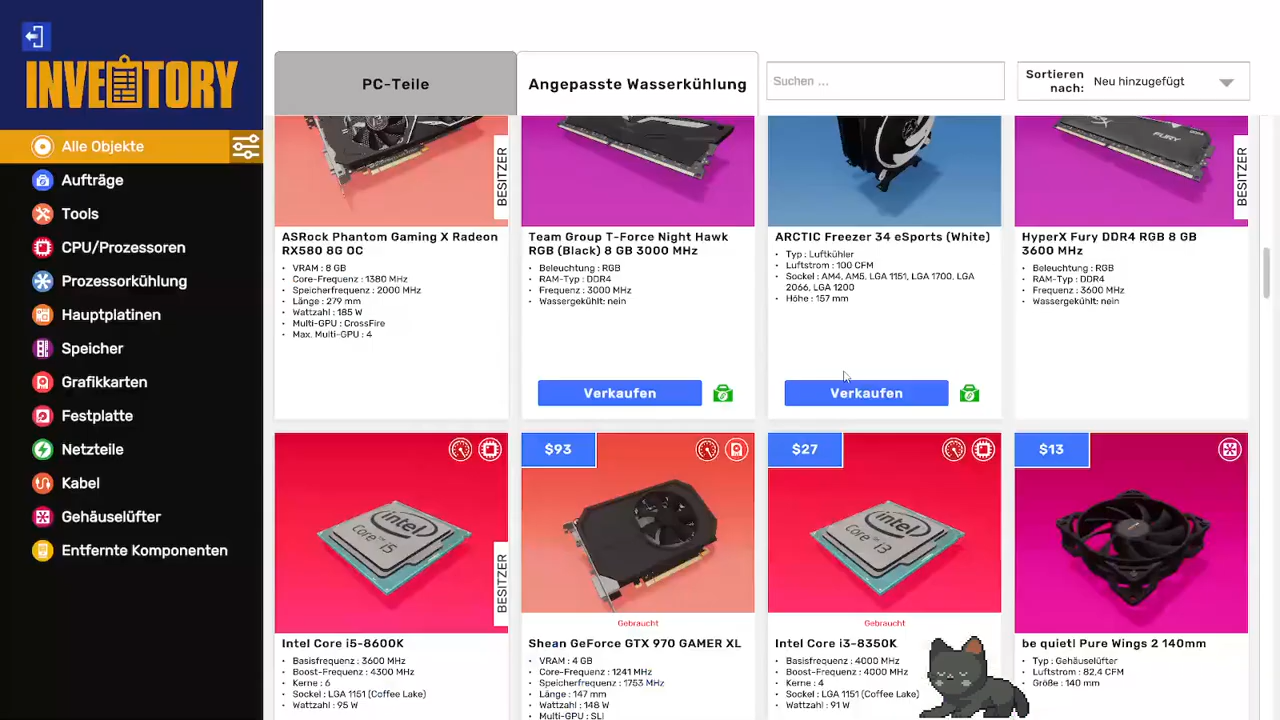 INVENTORY
PC-Teile
Angepasste Wasserkühlung
Suchen ...
Sortieren nach:
Neu hinzugefügt
Alle Objekte
Aufträge
Tools
CPU/Prozessoren
Prozessorkühlung
Hauptplatinen
Speicher
Grafikkarten
Festplatte
Netzteile
Kabel
Gehäuselüfter
Entfernte Komponenten
BESITZER
FURY
BESITZER
ASRock Phantom Gaming X Radeon
RX580 8G OC
• VRAM : 8 GB
• Core-Frequenz : 1380 MHz
• Speicherfrequenz : 2000 MHz
• Länge : 279 mm
• Wattzahl : 185 W
• Multi-GPU : CrossFire
• Max. Multi-GPU : 4
Team Group T-Force Night Hawk
RGB (Black) 8 GB 3000 MHz
• Beleuchtung : RGB
• RAM-Typ : DDR4
• Frequenz : 3000 MHz
• Wassergekühlt: nein
Verkaufen
ARCTIC Freezer 34 eSports (White)
• Typ : Luftkühler
• Luftstrom : 100 CFM
• Sockel : AM4, AM5, LGA 1151, LGA 1700, LGA
2066, LGA 1200
• Höhe : 157 mm
Verkaufen
HyperX Fury DDR4 RGB 8 GB
3600 MHz
• Beleuchtung : RGB
• RAM-Typ : DDR4
• Frequenz : 3600 MHz
• Wassergekühlt: nein
intel
Core™ i5
BESITZER
Intel Core i5-8600K
• Basisfrequenz : 3600 MHz
• Boost-Frequenz : 4300 MHz
• Kerne : 6
• Sockel : LGA 1151 (Coffee Lake)
• Wattzahl : 95 W
$93
Gebraucht
Shean GeForce GTX 970 GAMER XL
• VRAM : 4 GB
• Core-Frequenz : 1241 MHz
• Speicherfrequenz : 1753 MHz
• Länge : 147 mm
• Wattzahl : 148 W
• Multi-GPU : SLI
$27
intel
Core™ i3
Gebraucht
Intel Core i3-8350K
• Basisfrequenz : 4000 MHz
• Boost-Frequenz : 4000 MHz
• Kerne : 4
• Sockel : LGA 1151 (Coffee Lake)
• Wattzahl : 91 W
$13
be quiet! Pure Wings 2 140mm
• Typ : Gehäuselüfter
• Luftstrom : 82,4 CFM
• Größe : 140 mm